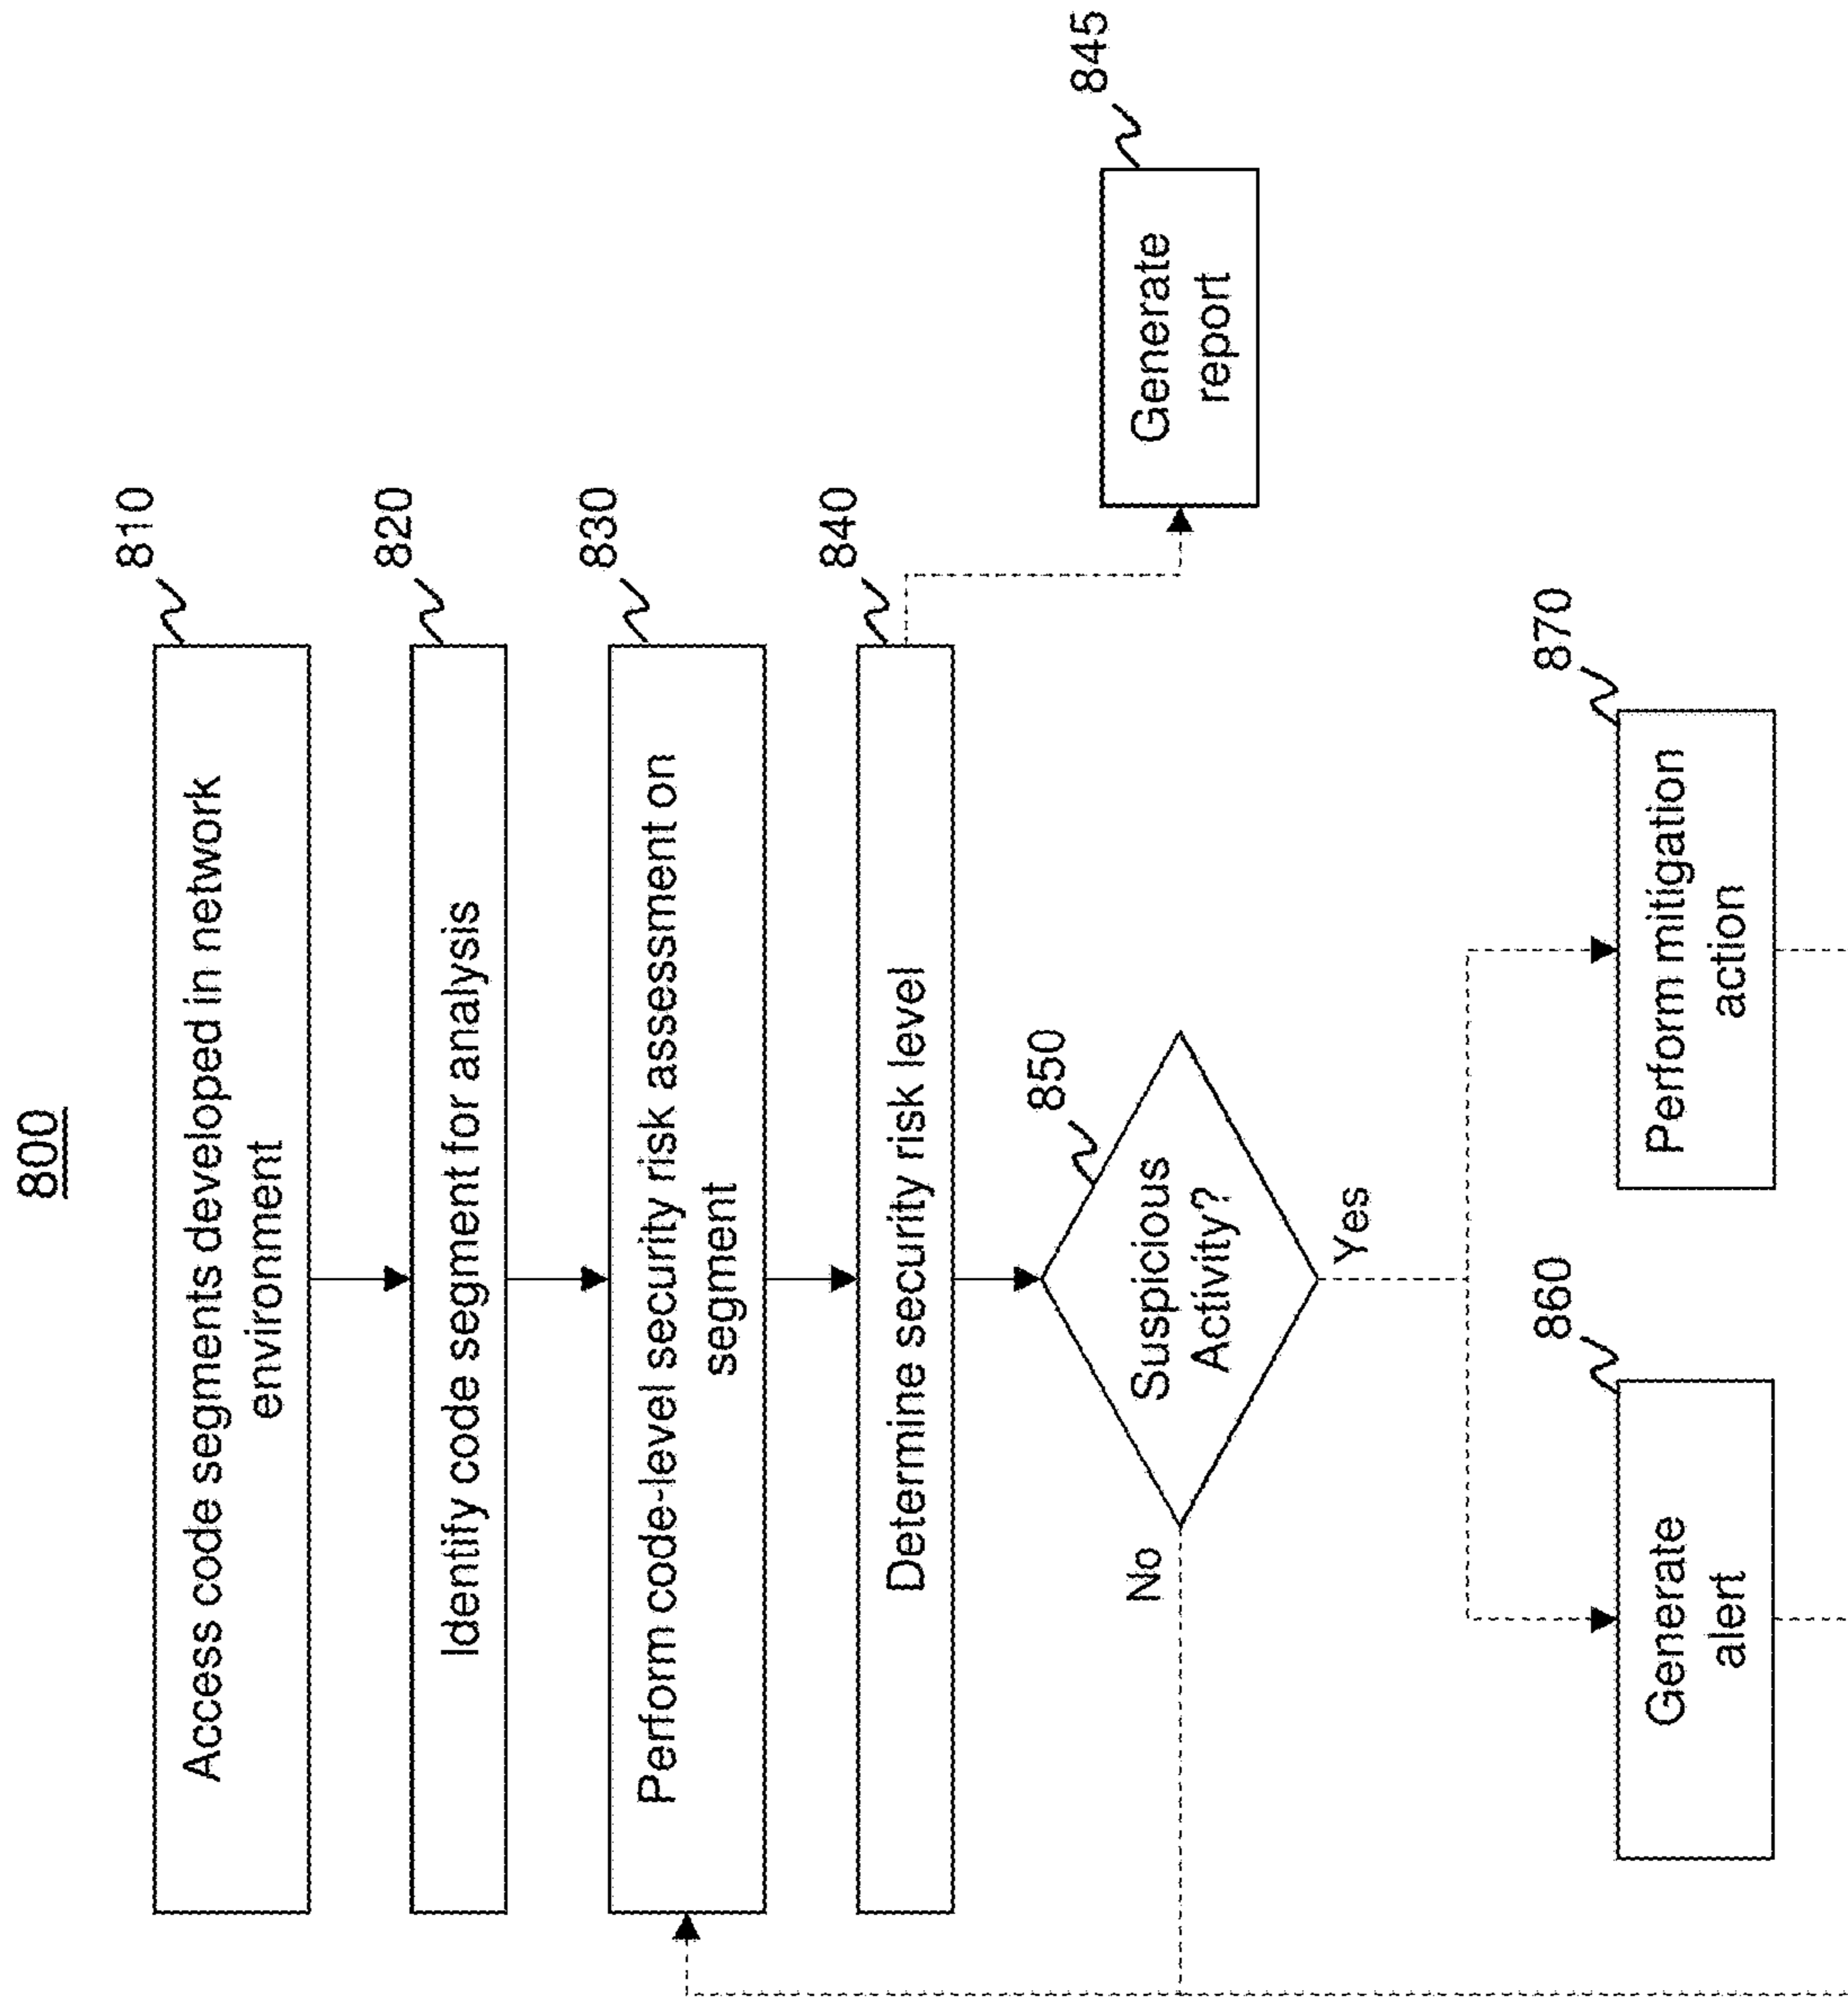 800
810
Access code segments developed in network
environment
820
Identify code segment for analysis
830
Perform code-level security risk assessment on
segment
840
Determine security risk level
845
Generate
report
850
Suspicious
Activity?
No
Yes
860
Generate
alert
870
Perform mitigation
action